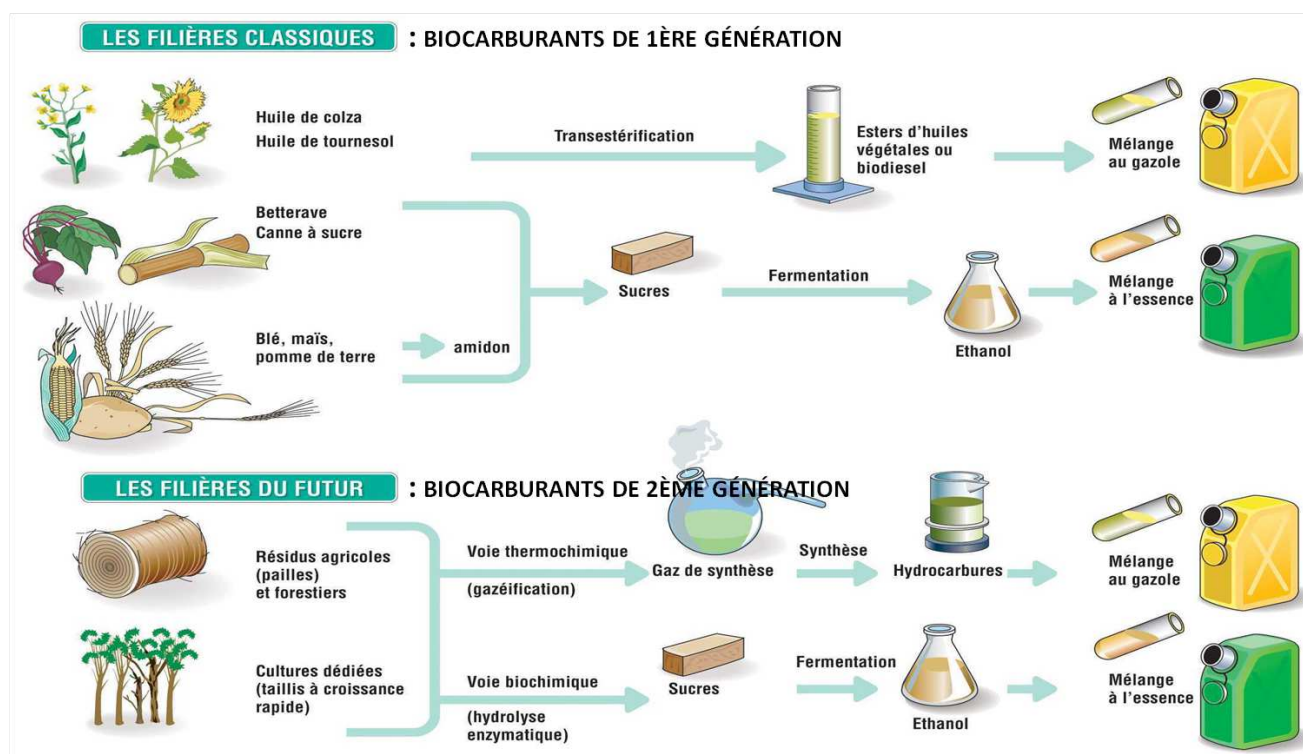 LES FILIÈRES CLASSIQUES : BIOCARBURANTS DE 1ÈRE GÉNÉRATION
Huile de colza
Huile de tournesol
Transestérification
Esters d'huiles
végétales ou
biodiesel
Mélange
au gazole
Betterave
Canne à sucre
Sucres
Fermentation
Ethanol
Mélange
à l'essence
Blé, maïs,
pomme de terre
amidon
LES FILIÈRES DU FUTUR : BIOCARBURANTS DE 2ÈME GÉNÉRATION
Résidus agricoles
(pailles)
et forestiers
Voie thermochimique
(gazéification)
Gaz de synthèse
Synthèse
Hydrocarbures
Mélange
au gazole
Cultures dédiées
(taillis à croissance
rapide)
Voie biochimique
(hydrolyse
enzymatique)
Sucres
Fermentation
Ethanol
Mélange
à l'essence